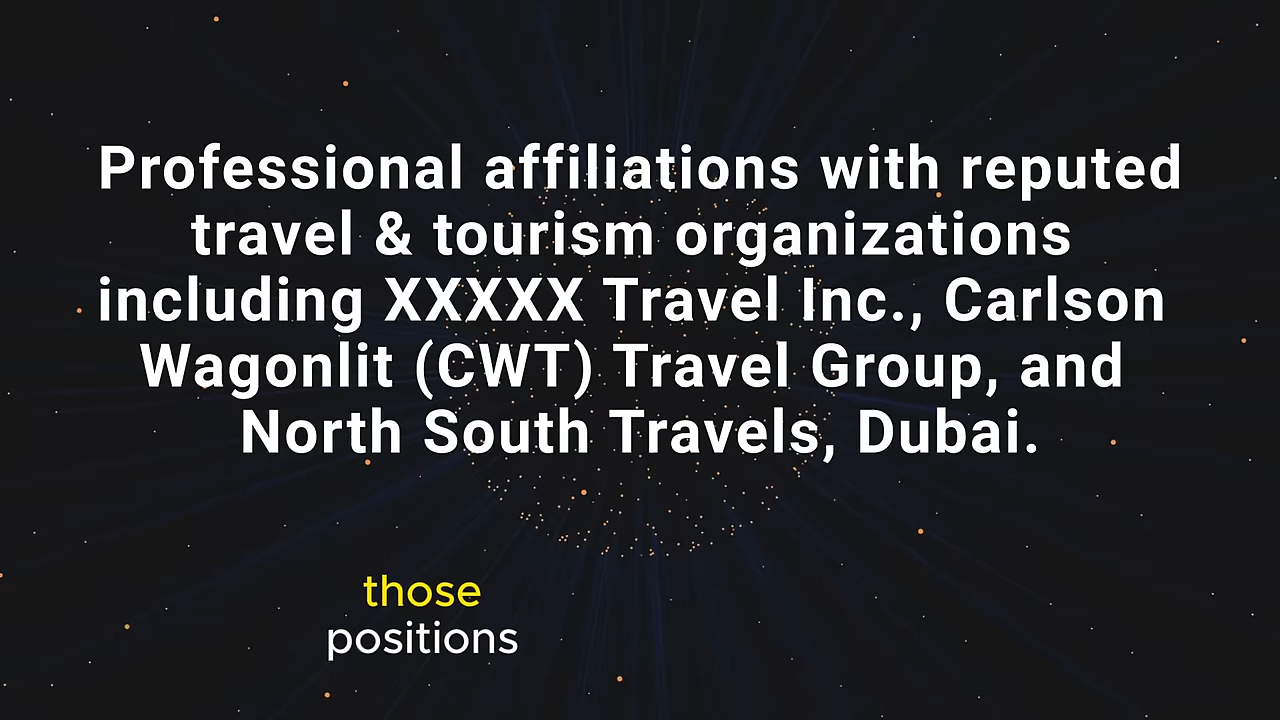 Professional affiliations with reputed
travel & tourism organizations
including XXXXX Travel Inc., Carlson
Wagonlit (CWT) Travel Group, and
North South Travels, Dubai.
those
positions